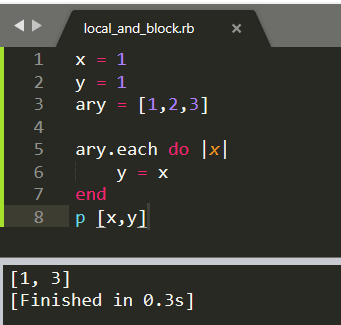 local_and_block.rb ×
1 x = 1
2 y = 1
3 ary = [1,2,3]
4
5 ary.each do |x|
6     y = x
7 end
8 p [x,y]
[1, 3]
[Finished in 0.3s]